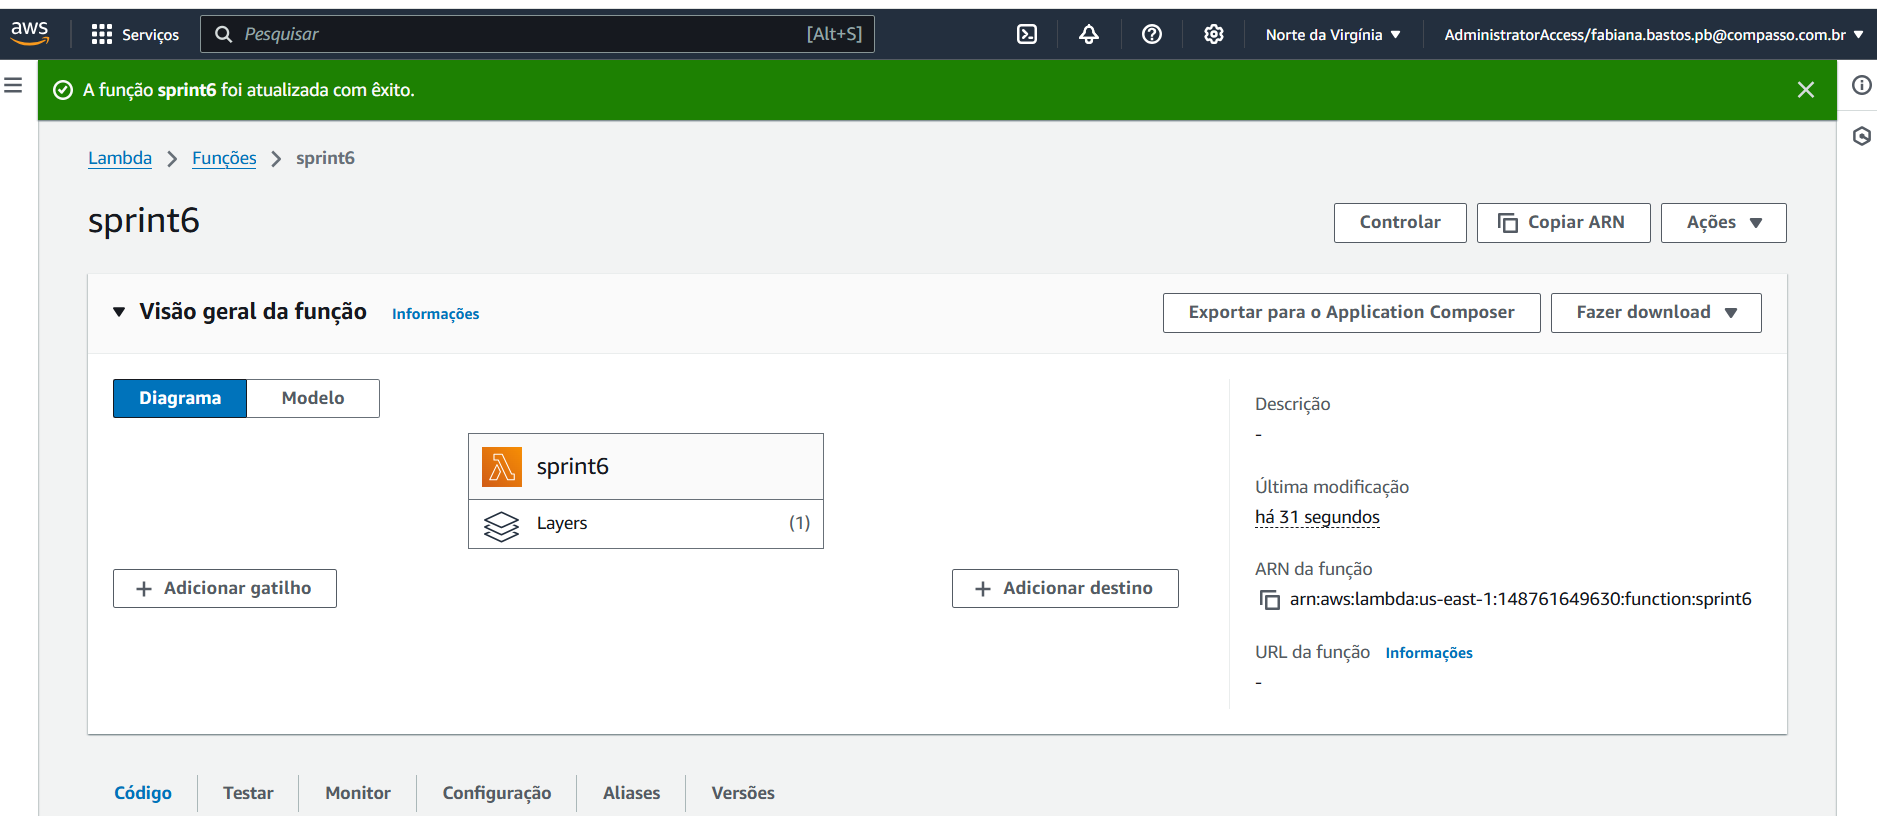 aws Serviços Pesquisar [Alt+S] Norte da Virgínia AdministratorAccess/fabiana.bastos.pb@compasso.com.br
A função sprint6 foi atualizada com êxito.
Lambda Funções sprint6
sprint6
Controlar Copiar ARN Ações
Visão geral da função Informações Exportar para o Application Composer Fazer download
Diagrama Modelo
sprint6
Layers (1)
+ Adicionar gatilho + Adicionar destino
Descrição
-
Última modificação
há 31 segundos
ARN da função
arn:aws:lambda:us-east-1:148761649630:function:sprint6
URL da função Informações
-
Código Testar Monitor Configuração Aliases Versões